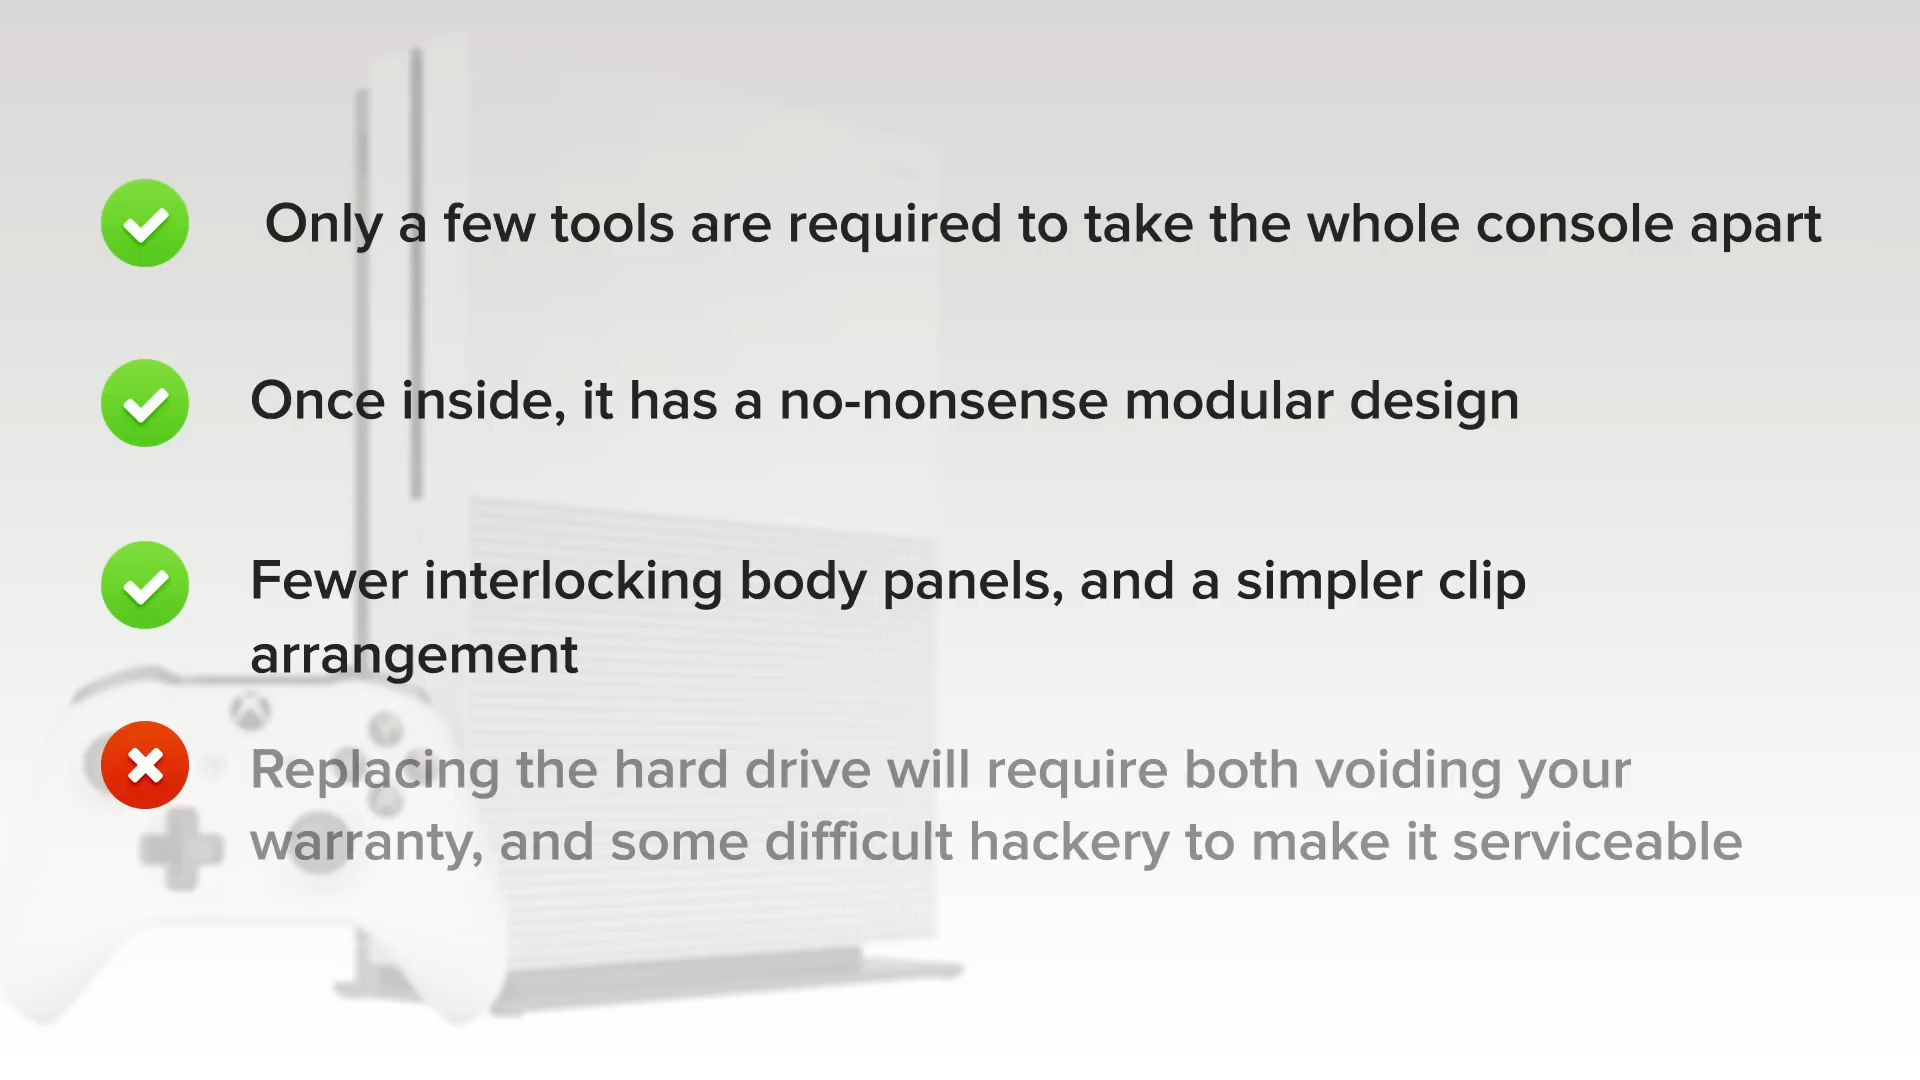 Only a few tools are required to take the whole console apart
Once inside, it has a no-nonsense modular design
Fewer interlocking body panels, and a simpler clip
arrangement
Replacing the hard drive will require both voiding your
warranty, and some difficult hackery to make it serviceable